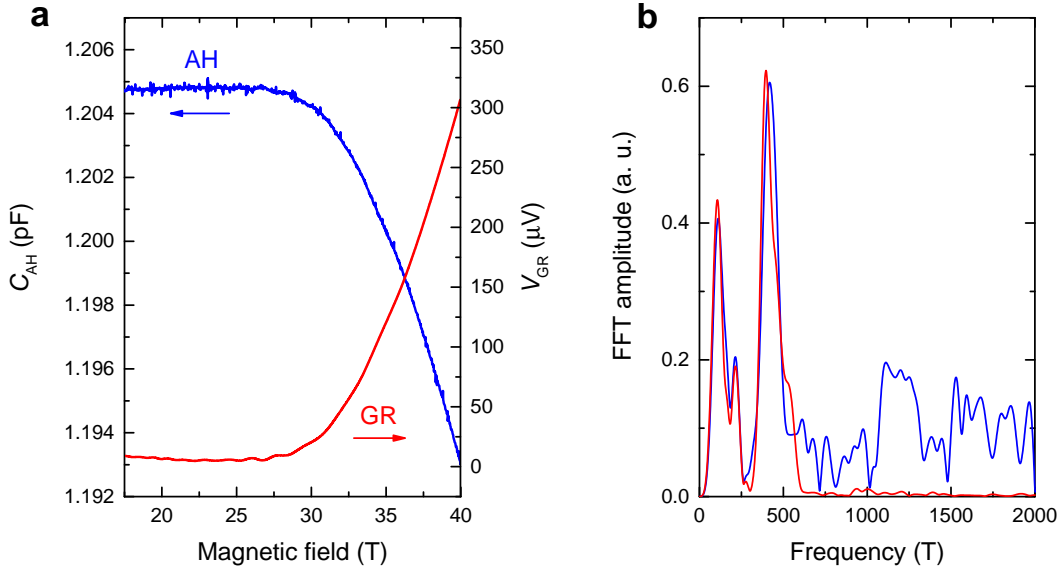 a
b
1.206
1.204
1.202
1.200
1.198
1.196
1.194
1.192
C_AH (pF)
AH
GR
350
300
250
200
150
100
50
0
V_GR (μV)
20 25 30 35 40
Magnetic field (T)
0.6
0.4
0.2
0.0
FFT amplitude (a. u.)
0 500 1000 1500 2000
Frequency (T)